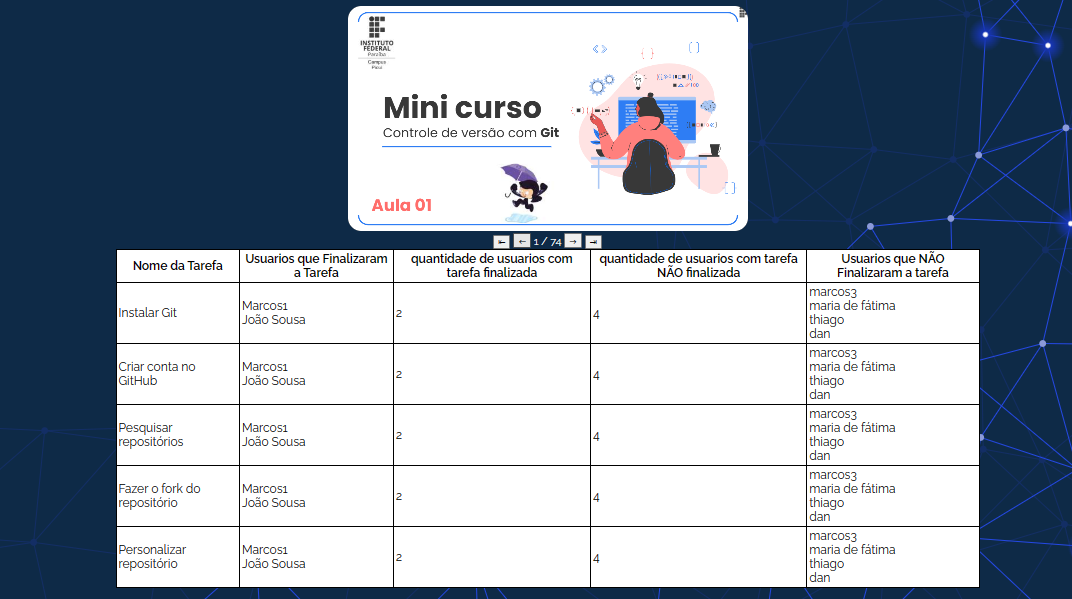 INSTITUTO
FEDERAL
Paraíba
Campus
Picuí
Mini curso
Controle de versão com Git
Aula 01
1 / 74
Nome da Tarefa
Usuarios que Finalizaram
a Tarefa
quantidade de usuarios com
tarefa finalizada
quantidade de usuarios com tarefa
NÃO finalizada
Usuarios que NÃO
Finalizaram a tarefa
Instalar Git
Marcos1
João Sousa
2
4
marcos3
maria de fátima
thiago
dan
Criar conta no
GitHub
Marcos1
João Sousa
2
4
marcos3
maria de fátima
thiago
dan
Pesquisar
repositórios
Marcos1
João Sousa
2
4
marcos3
maria de fátima
thiago
dan
Fazer o fork do
repositório
Marcos1
João Sousa
2
4
marcos3
maria de fátima
thiago
dan
Personalizar
repositório
Marcos1
João Sousa
2
4
marcos3
maria de fátima
thiago
dan